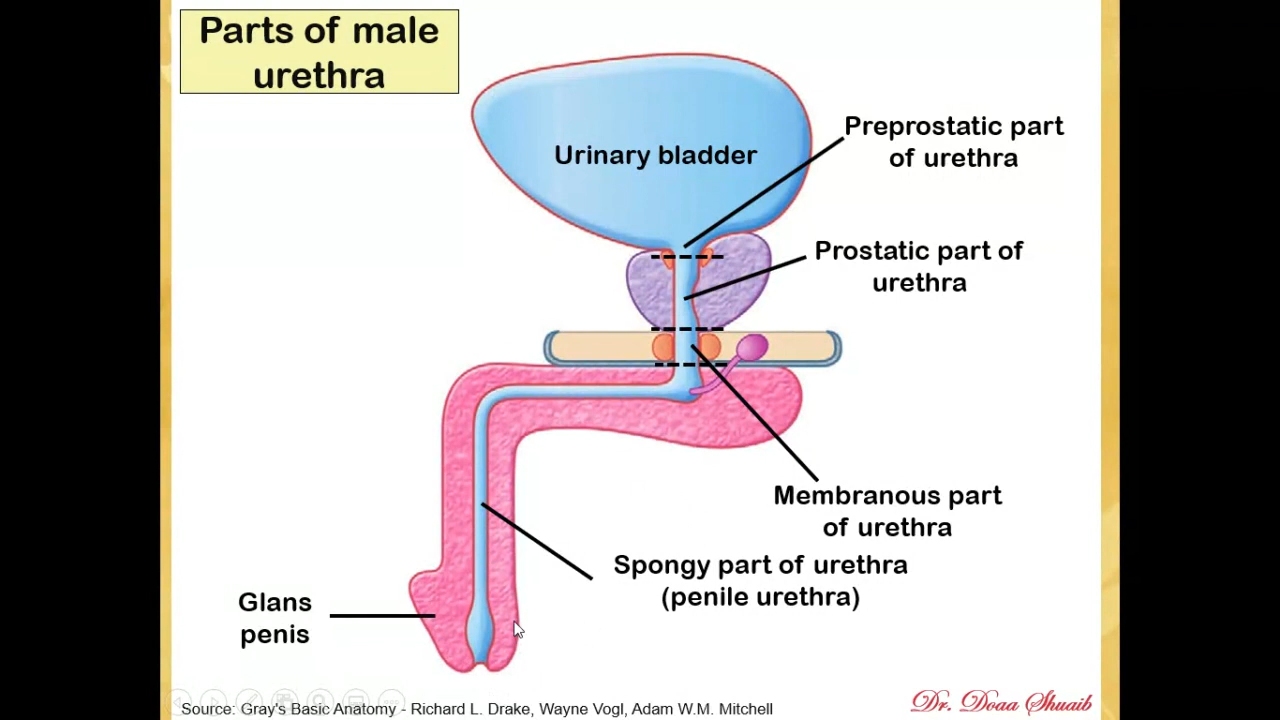 Parts of male
urethra
Urinary bladder
Preprostatic part
of urethra
Prostatic part of
urethra
Membranous part
of urethra
Spongy part of urethra
(penile urethra)
Glans
penis
Source: Gray's Basic Anatomy - Richard L. Drake, Wayne Vogl, Adam W.M. Mitchell
Dr. Doaa Shuaib